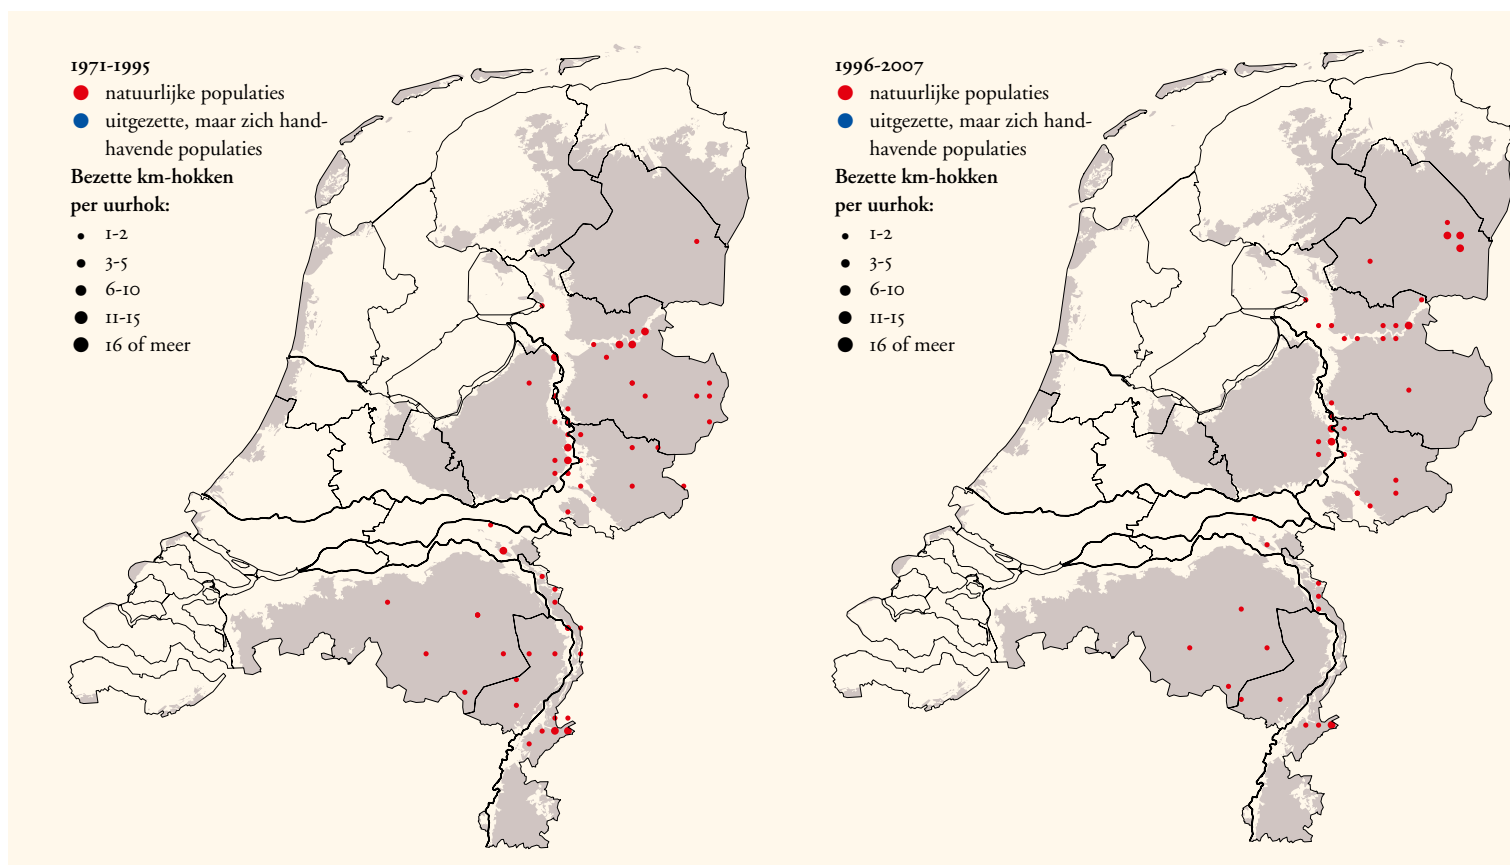 1971-1995
natuurlijke populaties
uitgezette, maar zich hand-
havende populaties
Bezette km-hokken
per uurhok:
1-2
3-5
6-10
11-15
16 of meer
1996-2007
natuurlijke populaties
uitgezette, maar zich hand-
havende populaties
Bezette km-hokken
per uurhok:
1-2
3-5
6-10
11-15
16 of meer